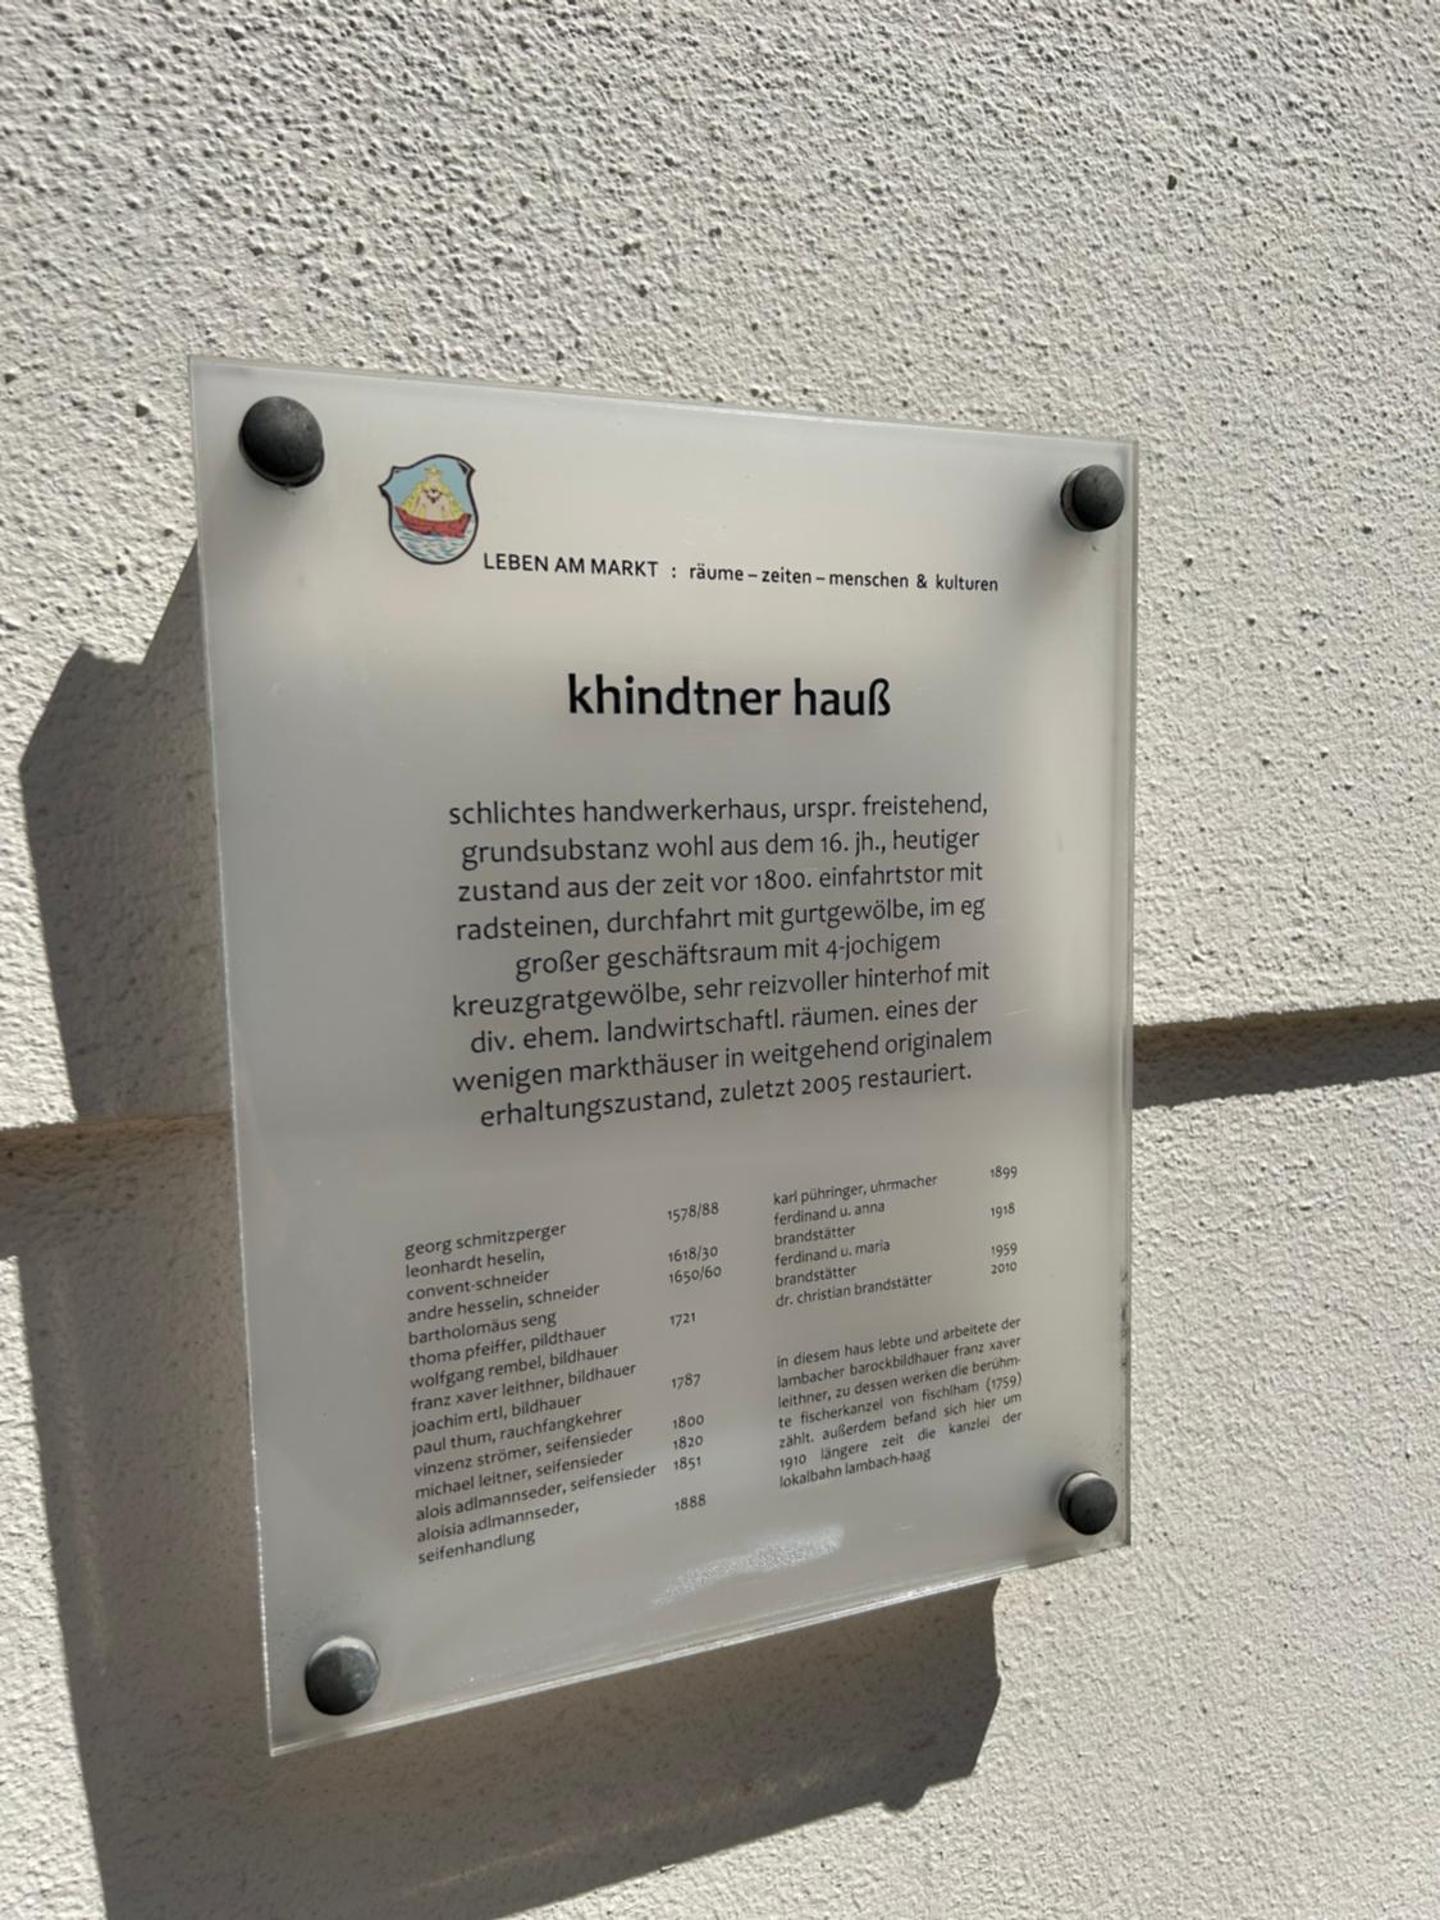 LEBEN AM MARKT : räume – zeiten – menschen & kulturen
khindtner hauß
schlichtes handwerkerhaus, urspr. freistehend,
grundsubstanz wohl aus dem 16. jh., heutiger
zustand aus der zeit vor 1800. einfahrtstor mit
radsteinen, durchfahrt mit gurtgewölbe, im eg
großer geschäftsraum mit 4-jochigem
kreuzgratgewölbe, sehr reizvoller hinterhof mit
div. ehem. landwirtschaftl. räumen. eines der
wenigen markthäuser in weitgehend originalem
erhaltungszustand, zuletzt 2005 restauriert.
georg schmitzperger 1578/88
leonhardt heselin,
convent-schneider 1618/30
andre hesselin, schneider 1650/60
bartholomäus seng
thoma pfeiffer, pildthauer 1721
wolfgang rembel, bildhauer
franz xaver leithner, bildhauer
joachim ertl, bildhauer 1787
paul thum, rauchfangkehrer
vinzenz strömer, seifensieder 1800
michael leitner, seifensieder 1820
alois adlmannseder, seifensieder 1851
aloisia adlmannseder,
seifenhandlung 1888
karl pühringer, uhrmacher 1899
ferdinand u. anna
brandstätter 1918
ferdinand u. maria
brandstätter 1959
dr. christian brandstätter 2010
in diesem haus lebte und arbeitete der
lambacher barockbildhauer franz xaver
leithner, zu dessen werken die berühm-
te fischerkanzel von fischlham (1759)
zählt. außerdem befand sich hier um
1910 längere zeit die kanzlei der
lokalbahn lambach-haag